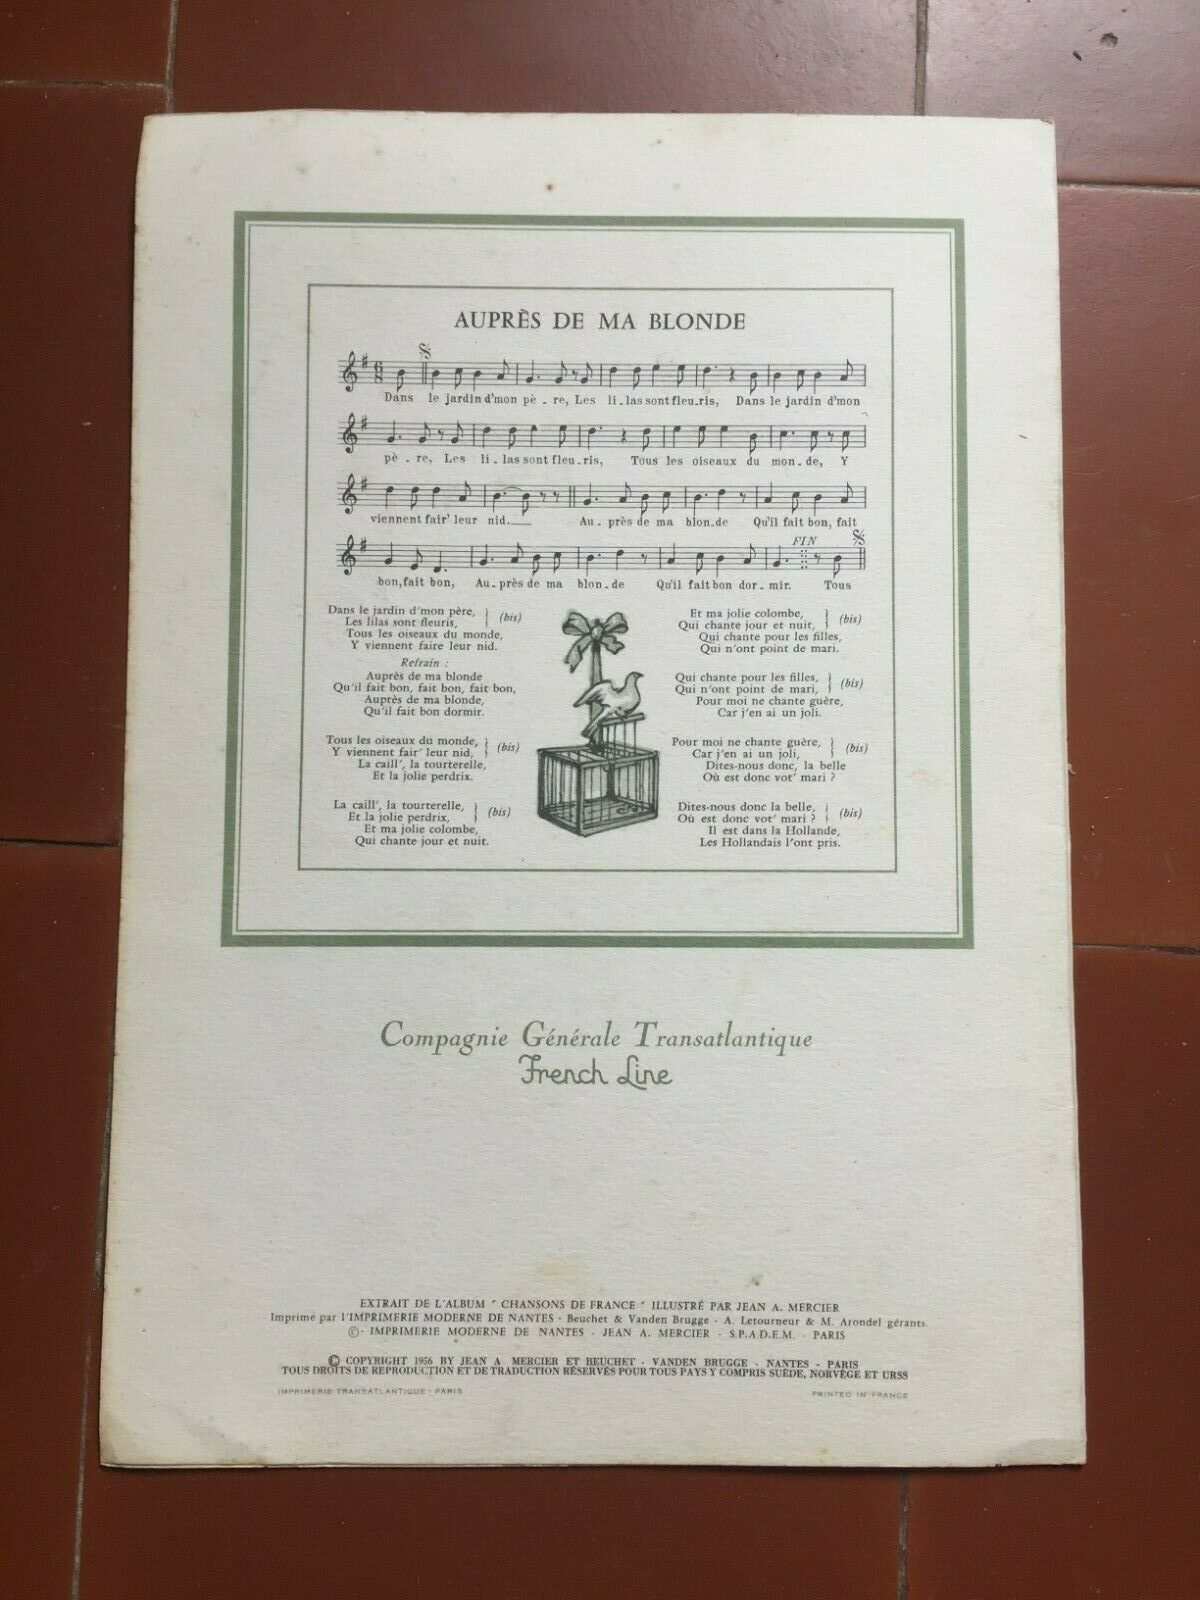 AUPRÈS DE MA BLONDE
Dans le jardin d'mon pè - re, Les li - las sont fleu - ris, Dans le jardin d'mon
pè - re, Les li - las sont fleu - ris, Tous les oiseaux du mon - de, Y
viennent fair' leur nid.
Au - près de ma blon - de Qu'il fait bon, fait
FIN
bon, fait bon, Au - près de ma blon - de Qu'il fait bon dor - mir. Tous
Dans le jardin d'mon père,
Les lilas sont fleuris, } (bis)
Tous les oiseaux du monde,
Y viennent faire leur nid.
Refrain :
Auprès de ma blonde
Qu'il fait bon, fait bon, fait bon,
Auprès de ma blonde,
Qu'il fait bon dormir.
Tous les oiseaux du monde,
Y viennent fair' leur nid, } (bis)
La caill', la tourterelle,
Et la jolie perdrix.
La caill', la tourterelle,
Et la jolie perdrix, } (bis)
Et ma jolie colombe,
Qui chante jour et nuit.
Et ma jolie colombe,
Qui chante jour et nuit, } (bis)
Qui chante pour les filles,
Qui n'ont point de mari.
Qui chante pour les filles,
Qui n'ont point de mari, } (bis)
Pour moi ne chante guère,
Car j'en ai un joli.
Pour moi ne chante guère,
Car j'en ai un joli, } (bis)
Dites-nous donc, la belle
Où est donc vot' mari ?
Dites-nous donc la belle,
Où est donc vot' mari ? } (bis)
Il est dans la Hollande,
Les Hollandais l'ont pris.
Compagnie Générale Transatlantique
French Line
EXTRAIT DE L'ALBUM " CHANSONS DE FRANCE " ILLUSTRÉ PAR JEAN A. MERCIER
Imprimé par l'IMPRIMERIE MODERNE DE NANTES - Beuchet & Vanden Brugge - A. Letourneur & M. Arondel gérants.
© - IMPRIMERIE MODERNE DE NANTES - JEAN A. MERCIER - S.P.A.D.E.M. - PARIS
© COPYRIGHT 1956 BY JEAN A MERCIER ET BEUCHET - VANDEN BRUGGE - NANTES - PARIS
TOUS DROITS DE REPRODUCTION ET DE TRADUCTION RÉSERVÉS POUR TOUS PAYS Y COMPRIS SUÈDE, NORVÈGE ET URSS
IMPRIMERIE TRANSATLANTIQUE - PARIS
PRINTED IN FRANCE